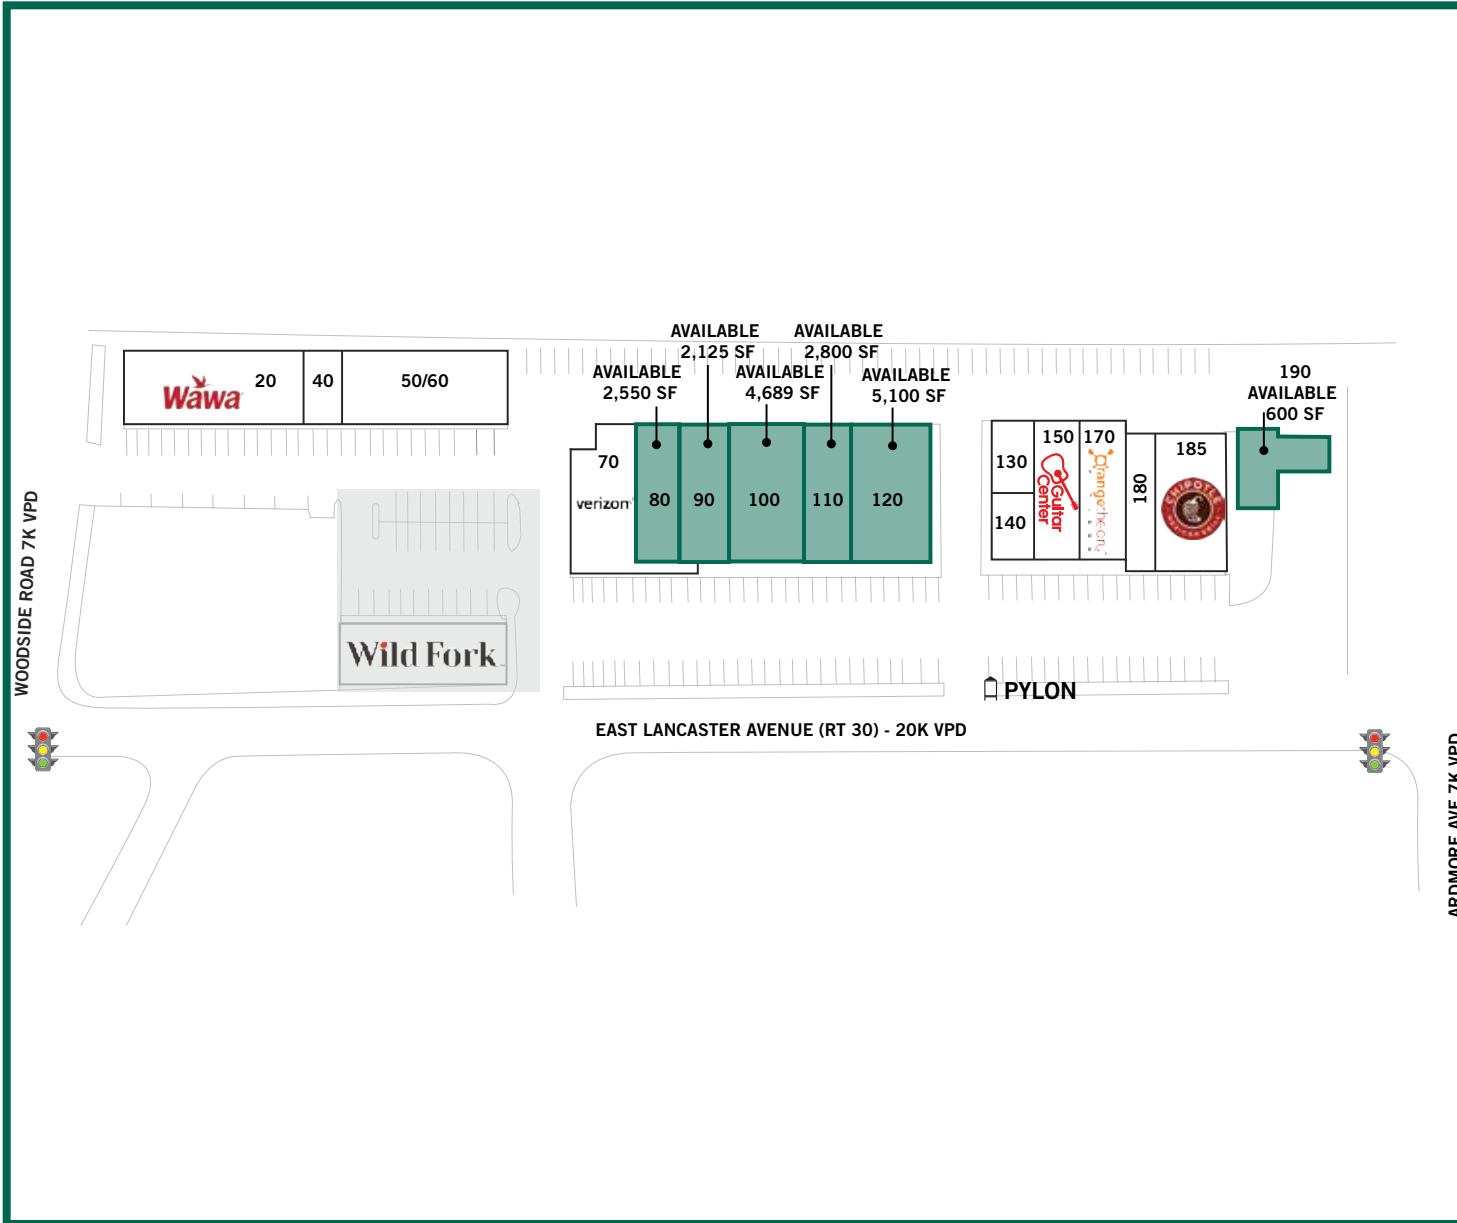 AVAILABLE
2,125 SF
AVAILABLE
2,800 SF
AVAILABLE
2,550 SF
AVAILABLE
4,689 SF
AVAILABLE
5,100 SF
190
AVAILABLE
600 SF
Wawa
20
40
50/60
70
verizon
80
90
100
110
120
130
140
150
Guitar
Center
170
Orangetheory
180
185
CHIPOTLE
WOODSIDE ROAD 7K VPD
Wild Fork
PYLON
EAST LANCASTER AVENUE (RT 30) - 20K VPD
ARDMORE AVE 7K VPD